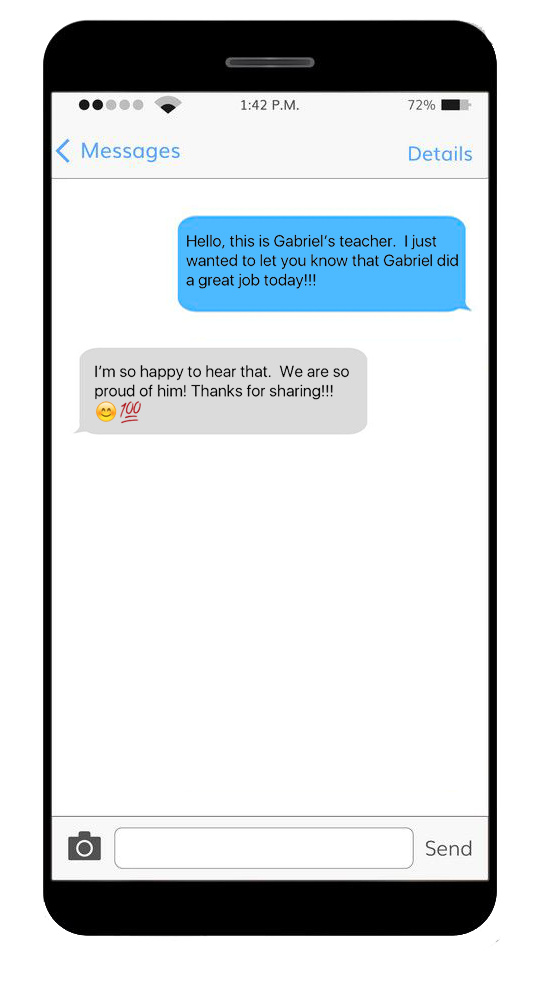 1:42 P.M. 72%
Messages Details
Hello, this is Gabriel's teacher.  I just
wanted to let you know that Gabriel did
a great job today!!!
I'm so happy to hear that.  We are so
proud of him! Thanks for sharing!!!
😊💯
Send